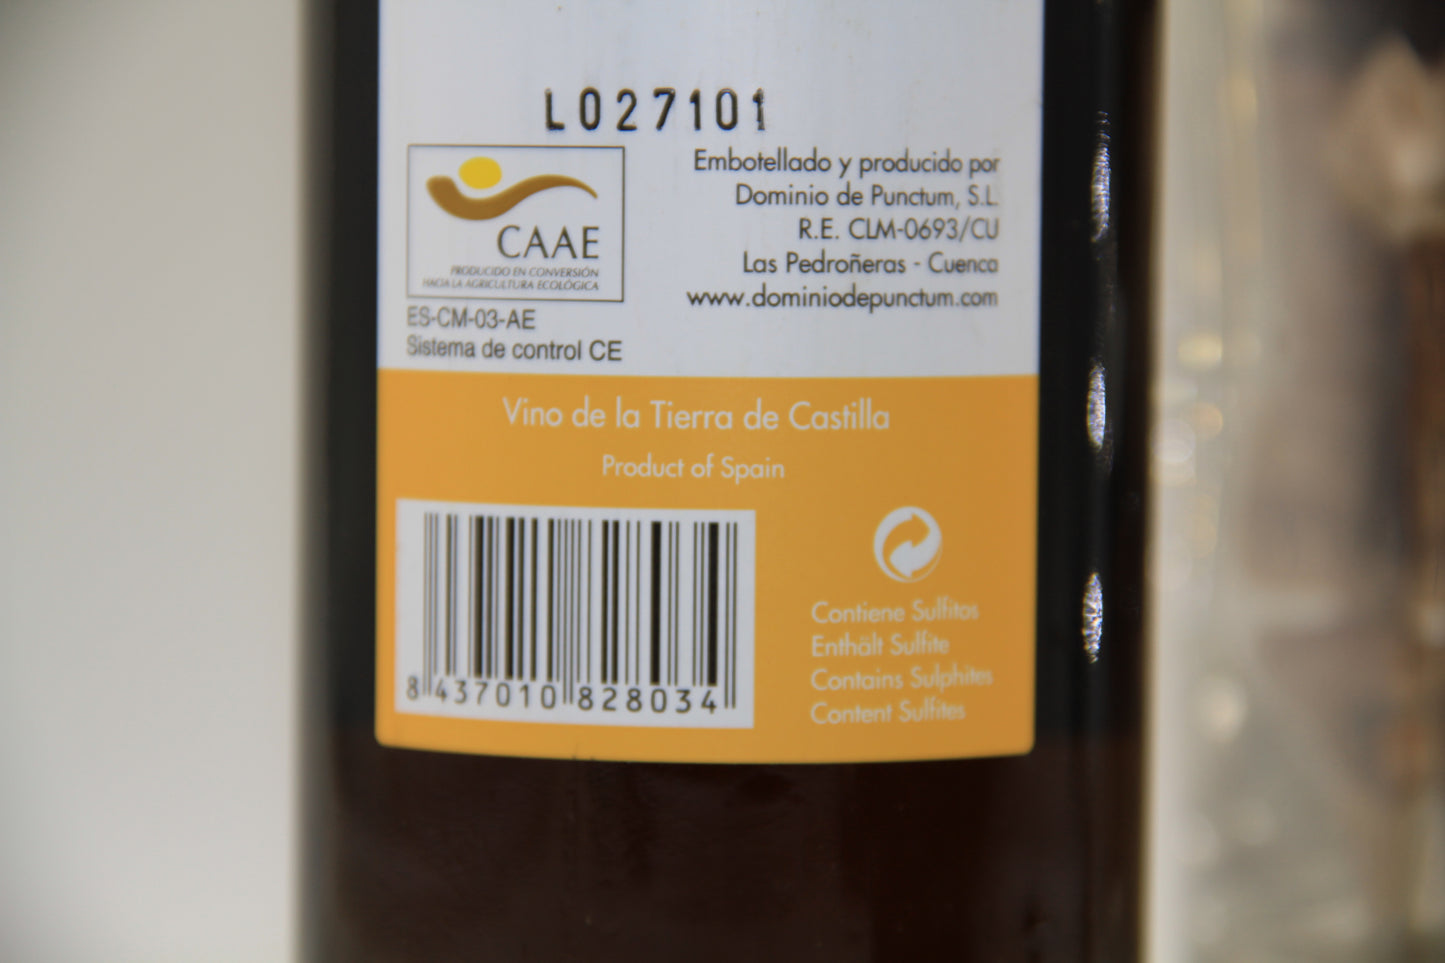 L027101
CAAE
PRODUCIDO EN CONVERSIÓN
HACIA LA AGRICULTURA ECOLÓGICA
ES-CM-03-AE
Sistema de control CE
Embotellado y producido por
Dominio de Punctum, S.L.
R.E. CLM-0693/CU
Las Pedroñeras - Cuenca
www.dominiodepunctum.com
Vino de la Tierra de Castilla
Product of Spain
8 437010 828034
Contiene Sulfitos
Enthält Sulfite
Contains Sulphites
Content Sulfites